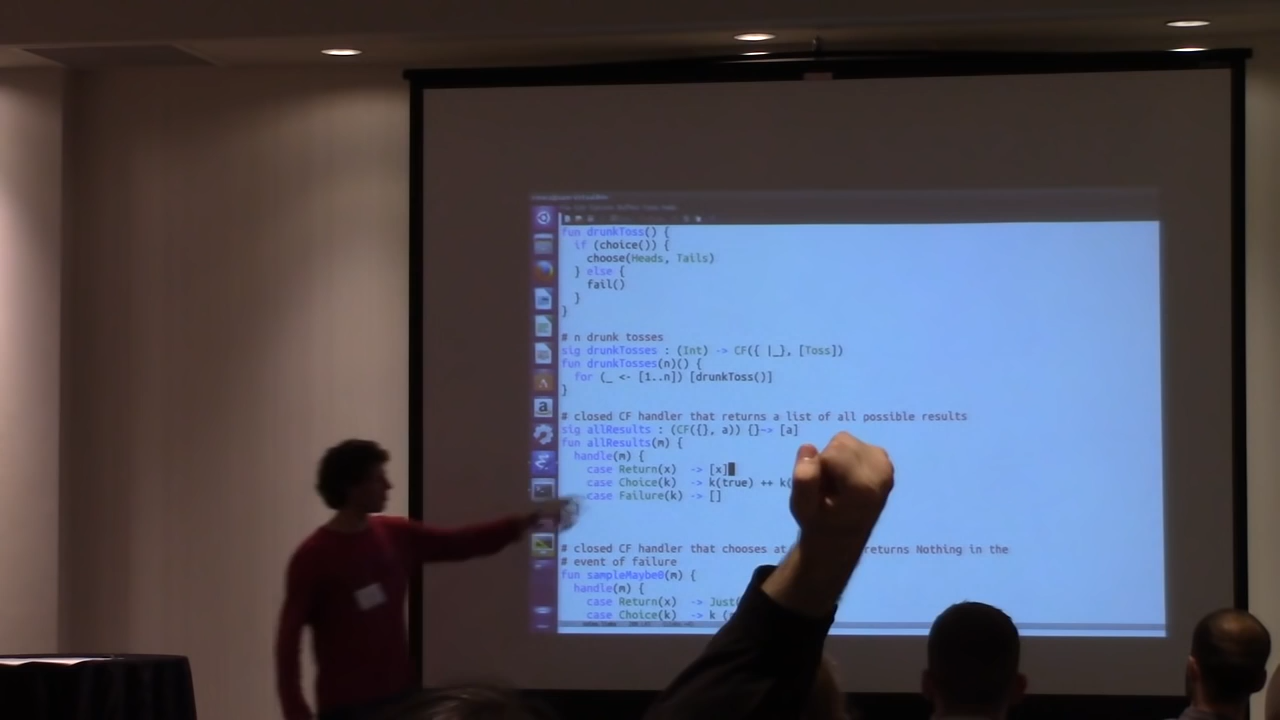 fun drunkToss() {
if (choice()) {
choose(Heads, Tails)
} else {
fail()
}
}
# n drunk tosses
sig drunkTosses : (Int) -> CF({ |_}, [Toss])
fun drunkTosses(n)() {
for (_ <- [1..n]) [drunkToss()]
}
# closed CF handler that returns a list of all possible results
sig allResults : (CF({}, a)) {}~> [a]
fun allResults(m) {
handle(m) {
case Return(x) -> [x]
case Choice(k) -> k(true) ++ k(
case Failure(k) -> []
# closed CF handler that chooses at returns Nothing in the
# event of failure
fun sampleMaybe0(m) {
handle(m) {
case Return(x) -> Just
case Choice(k) -> k (